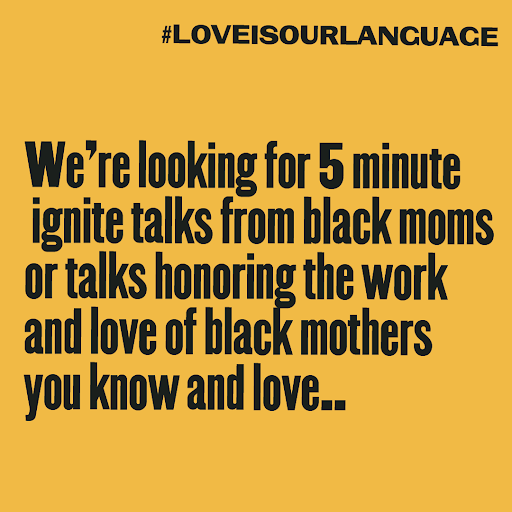 #LOVEISOURLANGUAGE
We're looking for 5 minute
ignite talks from black moms
or talks honoring the work
and love of black mothers
you know and love..